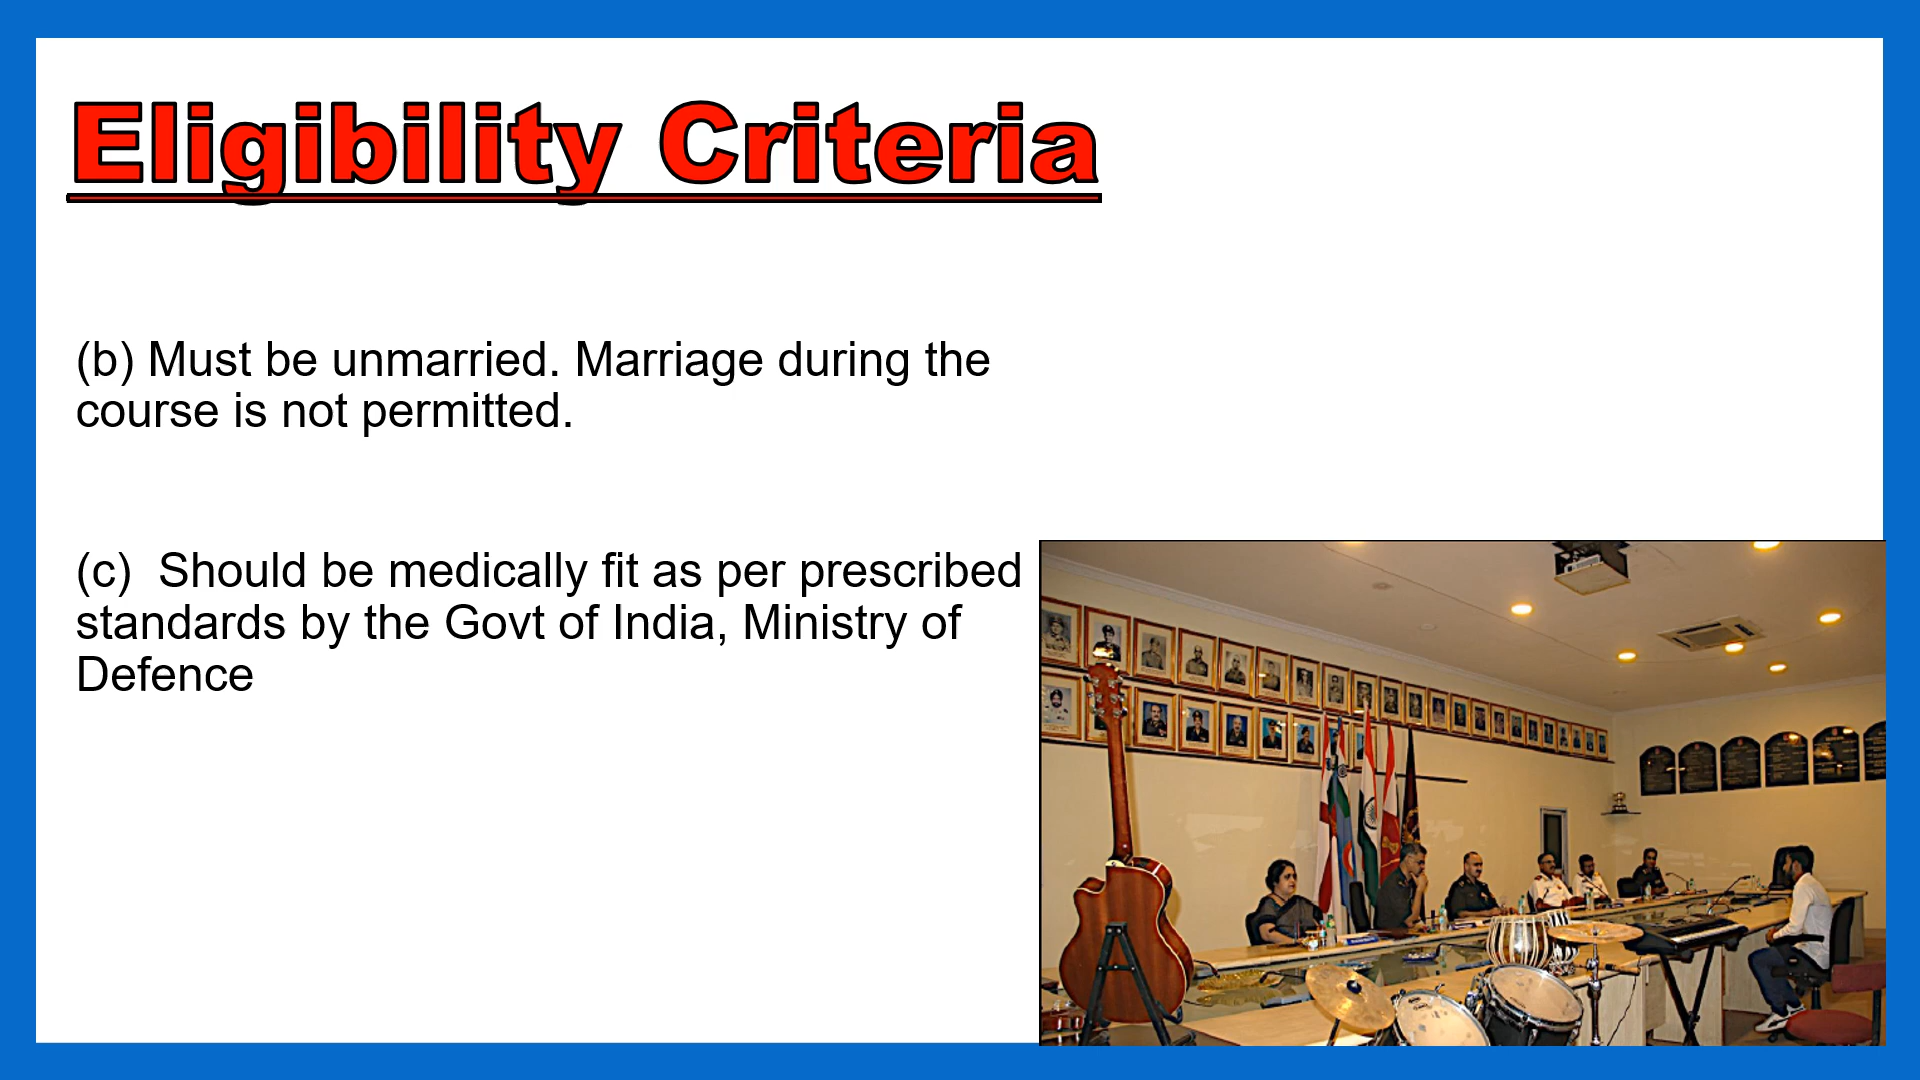 Eligibility Criteria
(b) Must be unmarried. Marriage during the
course is not permitted.
(c)  Should be medically fit as per prescribed
standards by the Govt of India, Ministry of
Defence